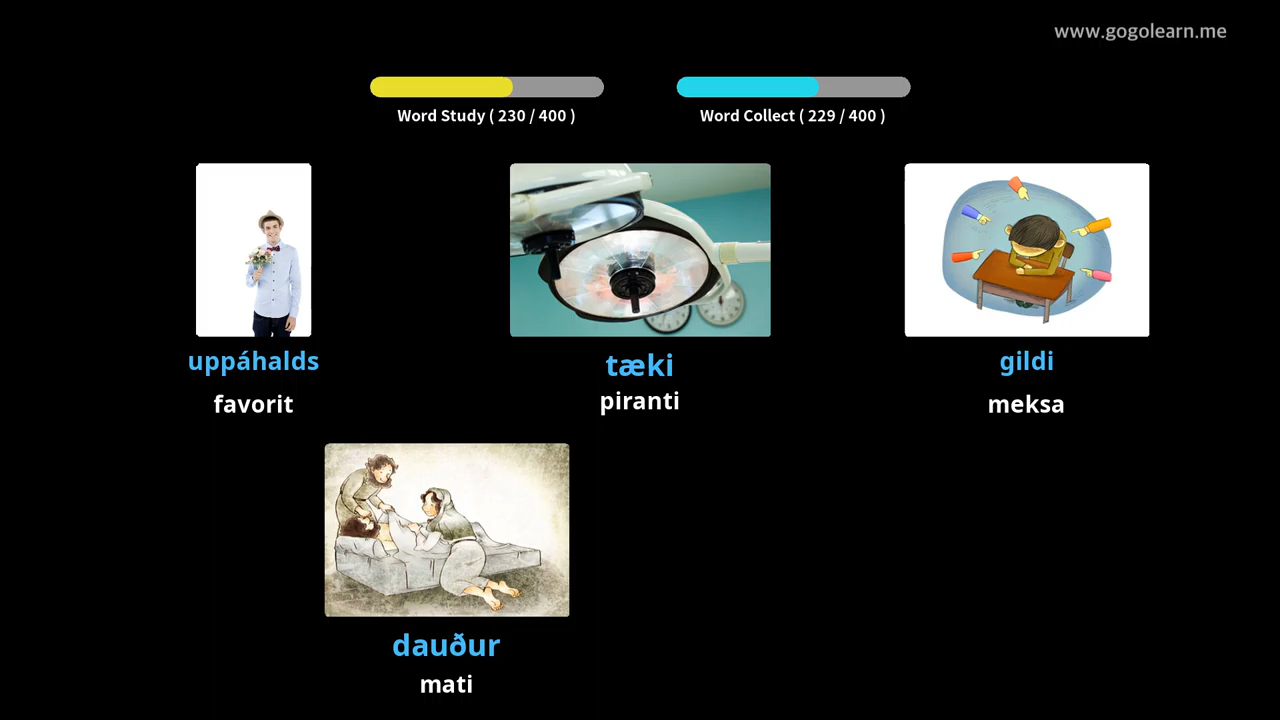 www.gogolearn.me
Word Study ( 230 / 400 )
Word Collect ( 229 / 400 )
uppáhalds
favorit
tæki
piranti
gildi
meksa
dauður
mati